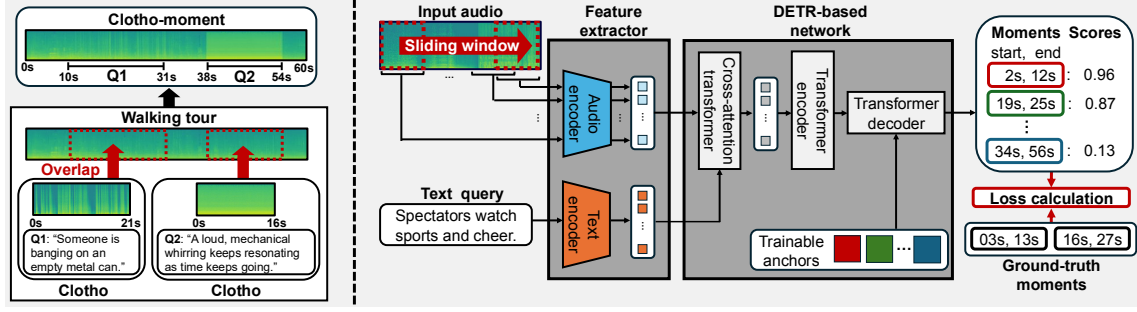 Clotho-moment
0s 10s Q1 31s 38s Q2 54s 60s
Walking tour
Overlap
0s 21s
0s 16s
Q1: "Someone is
banging on an
empty metal can."
Q2: "A loud, mechanical
whirring keeps resonating
as time keeps going."
Clotho
Clotho
Input audio
Sliding window
...
Text query
Spectators watch
sports and cheer.
Feature
extractor
Audio
encoder
Text
encoder
DETR-based
network
Cross-attention
transformer
Transformer
encoder
Transformer
decoder
Trainable
anchors
...
Moments Scores
start, end
2s, 12s : 0.96
19s, 25s : 0.87
⋮
34s, 56s : 0.13
Loss calculation
03s, 13s 16s, 27s
Ground-truth
moments